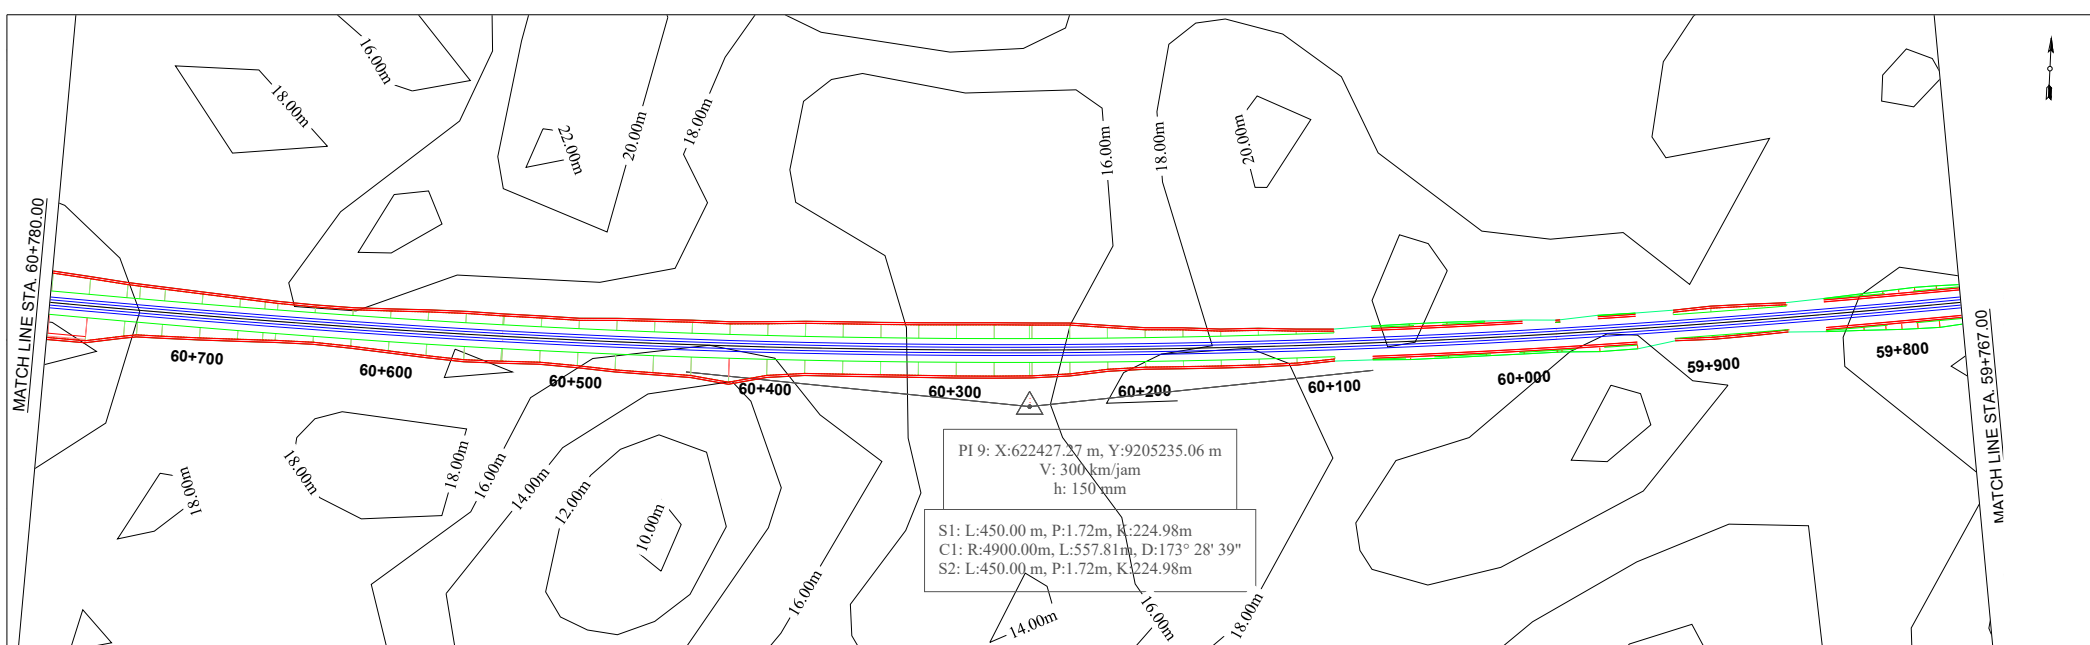 16.00m
18.00m
22.00m
20.00m
18.00m
16.00m
18.00m
20.00m
MATCH LINE STA. 60+780.00
60+700
60+600
60+500
60+400
60+300
60+200
60+100
60+000
59+900
59+800
MATCH LINE STA. 59+767.00
18.00m
18.00m
18.00m
16.00m
14.00m
12.00m
10.00m
16.00m
PI 9: X:622427.27 m, Y:9205235.06 m
V: 300 km/jam
h: 150 mm
S1: L:450.00 m, P:1.72m, K:224.98m
C1: R:4900.00m, L:557.81m, D:173° 28' 39"
S2: L:450.00 m, P:1.72m, K:224.98m
14.00m
16.00m
18.00m